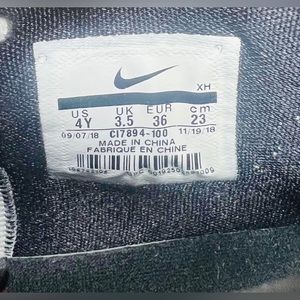 XH
US UK EUR cm
4Y 3.5 36 23
09/07/18 CI7894-100 11/19/18
MADE IN CHINA
FABRIQUE EN CHINE